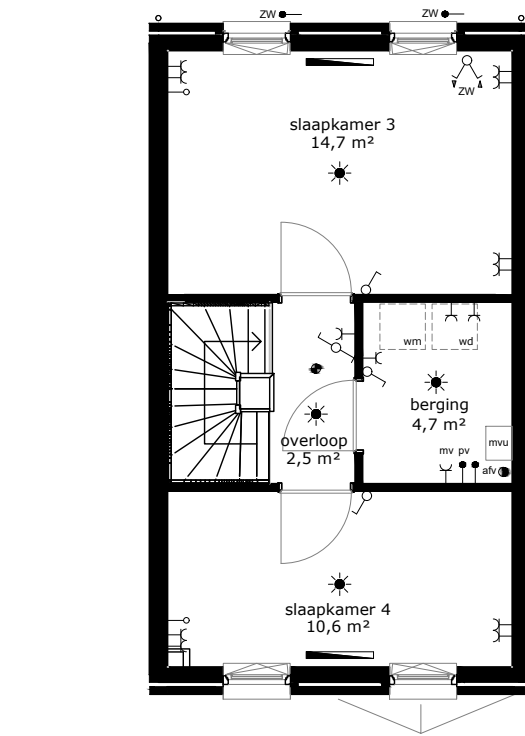 ZW
ZW
ZW
slaapkamer 3
14,7 m²
wm
wd
berging
4,7 m²
overloop
2,5 m²
mvu
mv
pv
afv
slaapkamer 4
10,6 m²